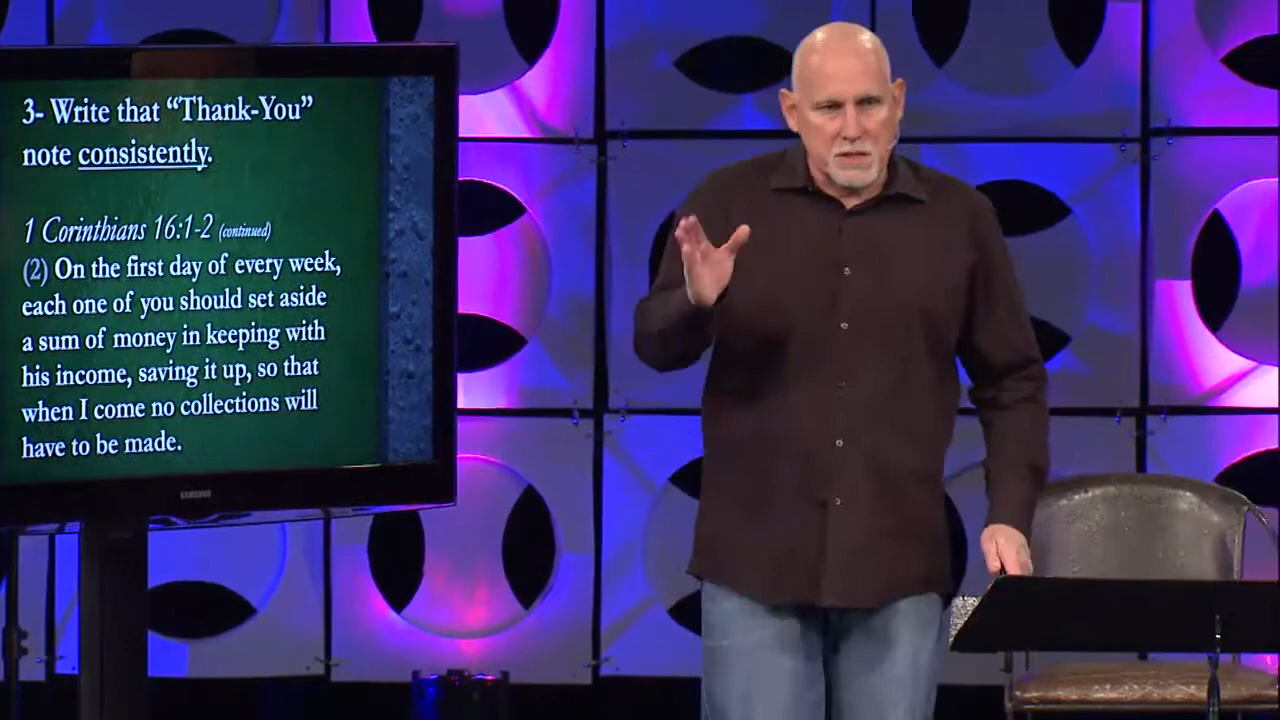 3- Write that “Thank-You”
note consistently.
1 Corinthians 16:1-2 (continued)
(2) On the first day of every week,
each one of you should set aside
a sum of money in keeping with
his income, saving it up, so that
when I come no collections will
have to be made.
SAMSUNG